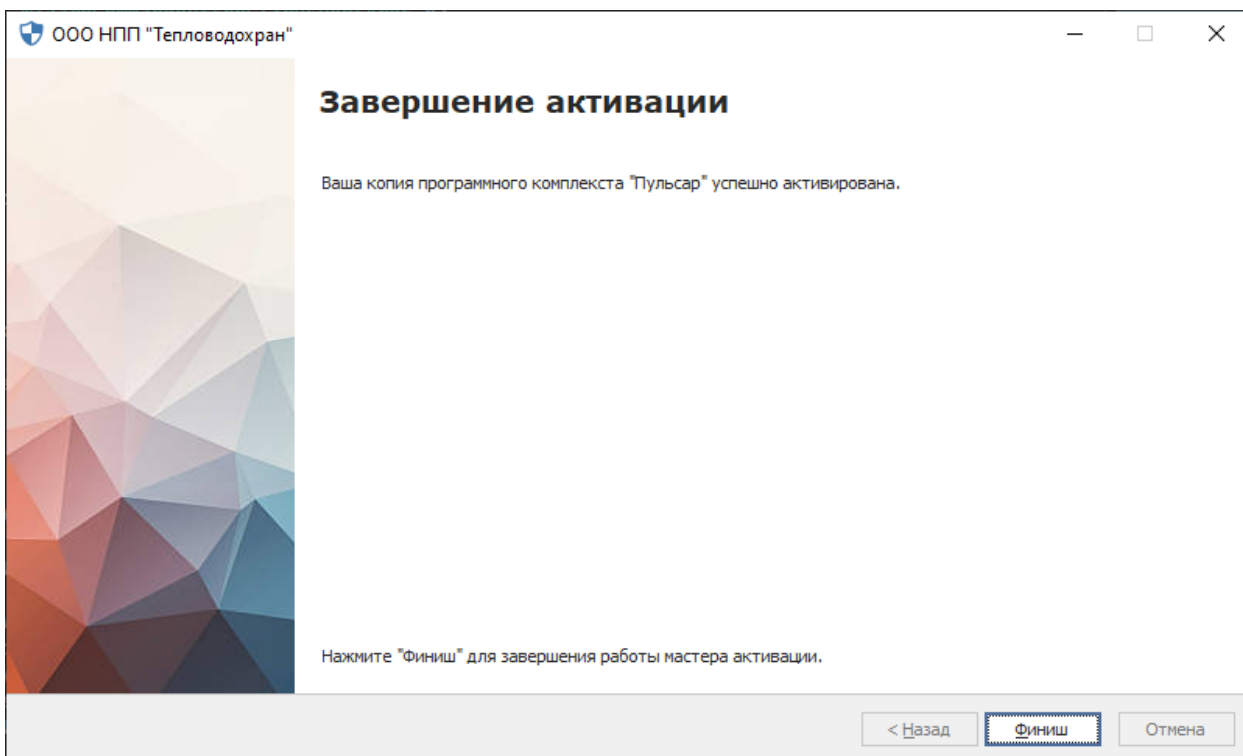 ООО НПП "Тепловодохран"
Завершение активации
Ваша копия программного комплекста "Пульсар" успешно активирована.
Нажмите "Финиш" для завершения работы мастера активации.
< Назад Финиш Отмена